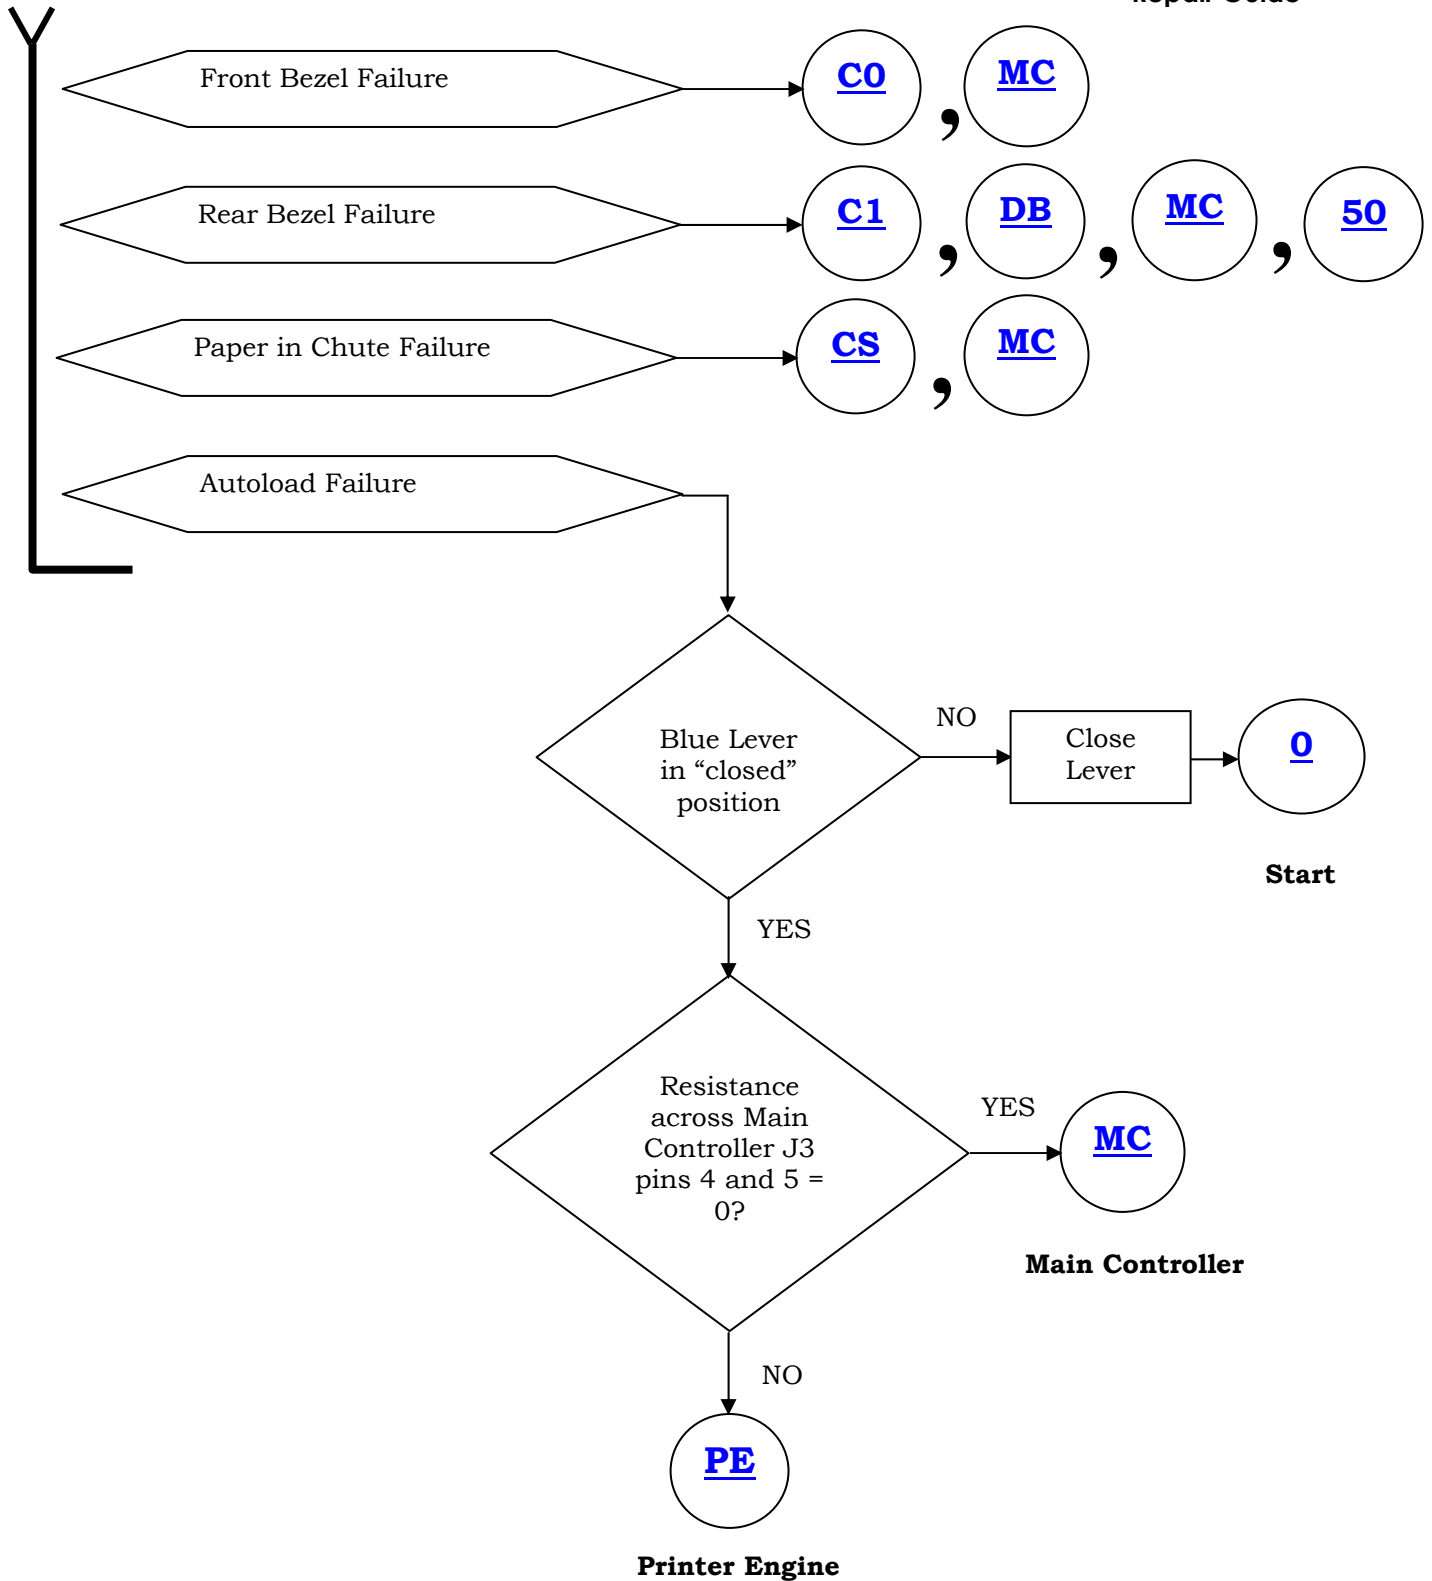 Repair Guide
Front Bezel Failure
C0 , MC
Rear Bezel Failure
C1 , DB , MC , 50
Paper in Chute Failure
CS , MC
Autoload Failure
Blue Lever
in “closed”
position
NO
Close
Lever
0
Start
YES
Resistance
across Main
Controller J3
pins 4 and 5 =
0?
YES
MC
Main Controller
NO
PE
Printer Engine